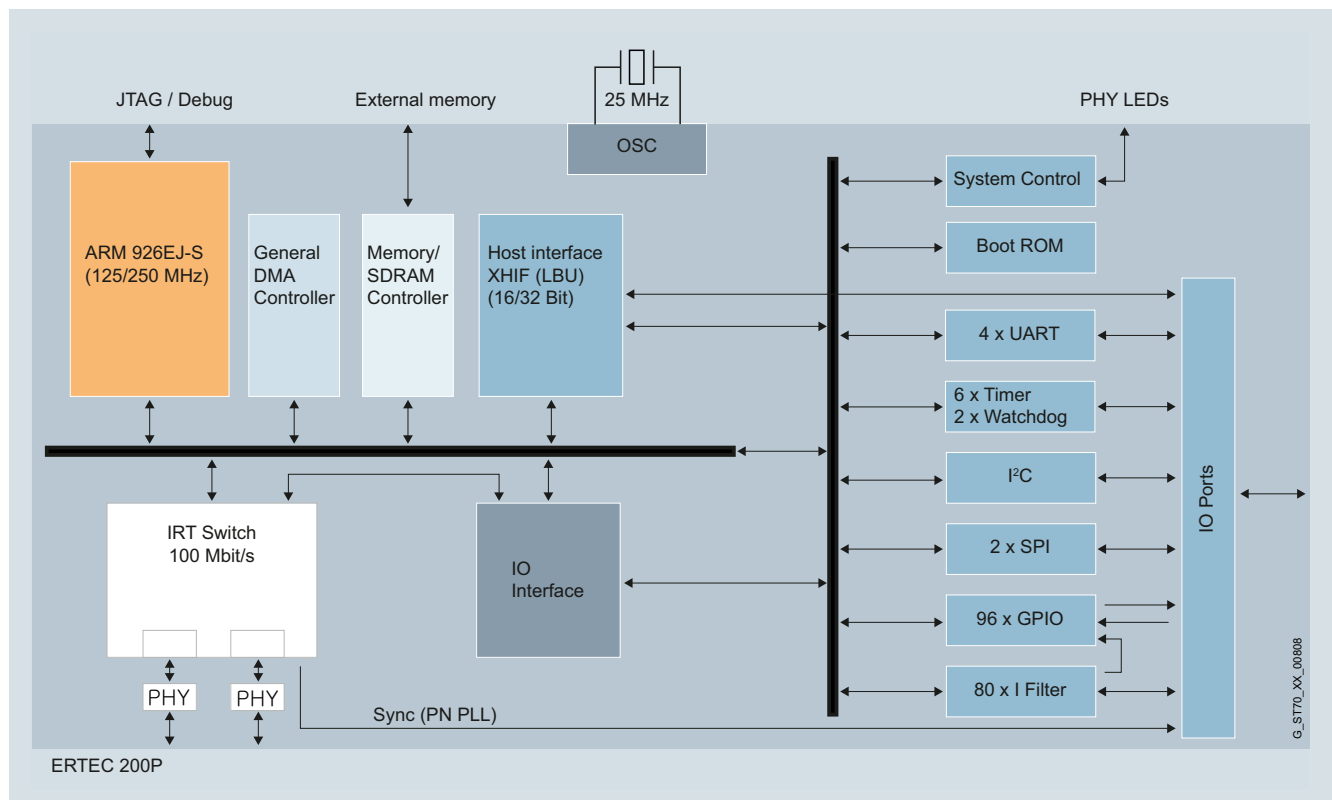 JTAG / Debug
External memory
25 MHz
PHY LEDs
OSC
ARM 926EJ-S
(125/250 MHz)
General
DMA
Controller
Memory/
SDRAM
Controller
Host interface
XHIF (LBU)
(16/32 Bit)
System Control
Boot ROM
4 x UART
6 x Timer
2 x Watchdog
I²C
2 x SPI
96 x GPIO
80 x I Filter
IO Ports
IRT Switch
100 Mbit/s
IO
Interface
PHY
PHY
Sync (PN PLL)
ERTEC 200P
G_ST70_XX_00808